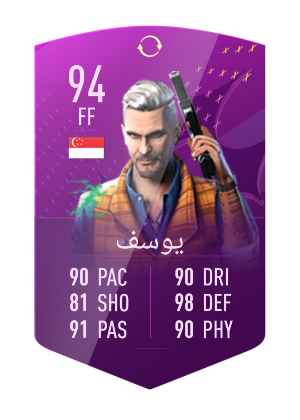 94
FF
يوسف
90 PAC 90 DRI
81 SHO 98 DEF
91 PAS 90 PHY